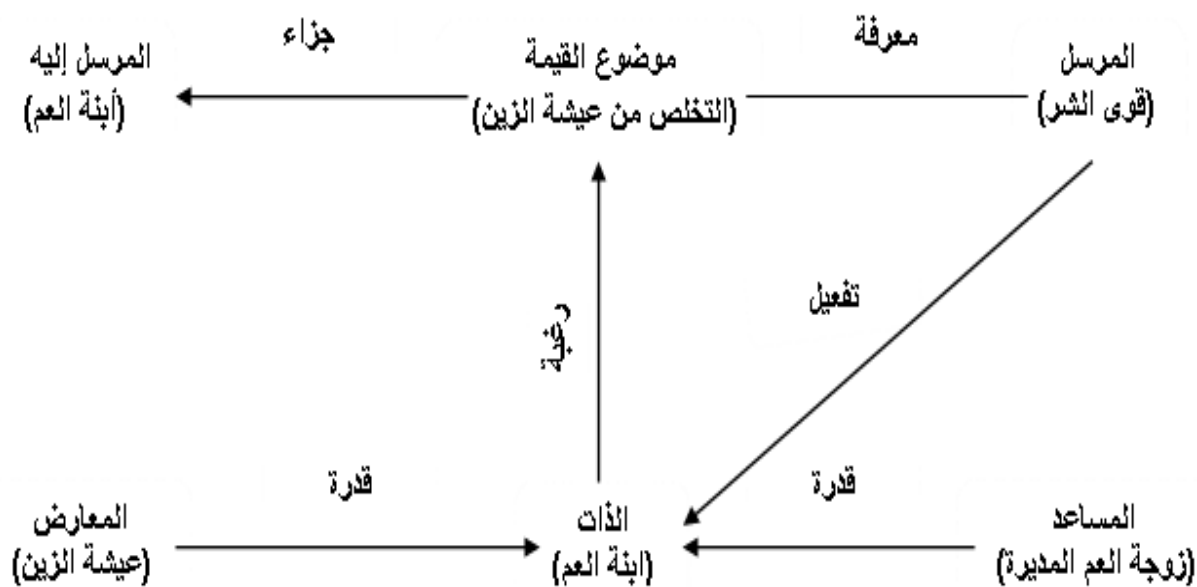 معرفة
جزاء
المرسل
(قوى الشر)
موضوع القيمة
(التخلص من عيشة الزين)
المرسل إليه
(أبنة العم)
تفعيل
رغبة
قدرة
قدرة
المساعد
(زوجة العم المديرة)
الذات
(ابنة العم)
المعارض
(عيشة الزين)